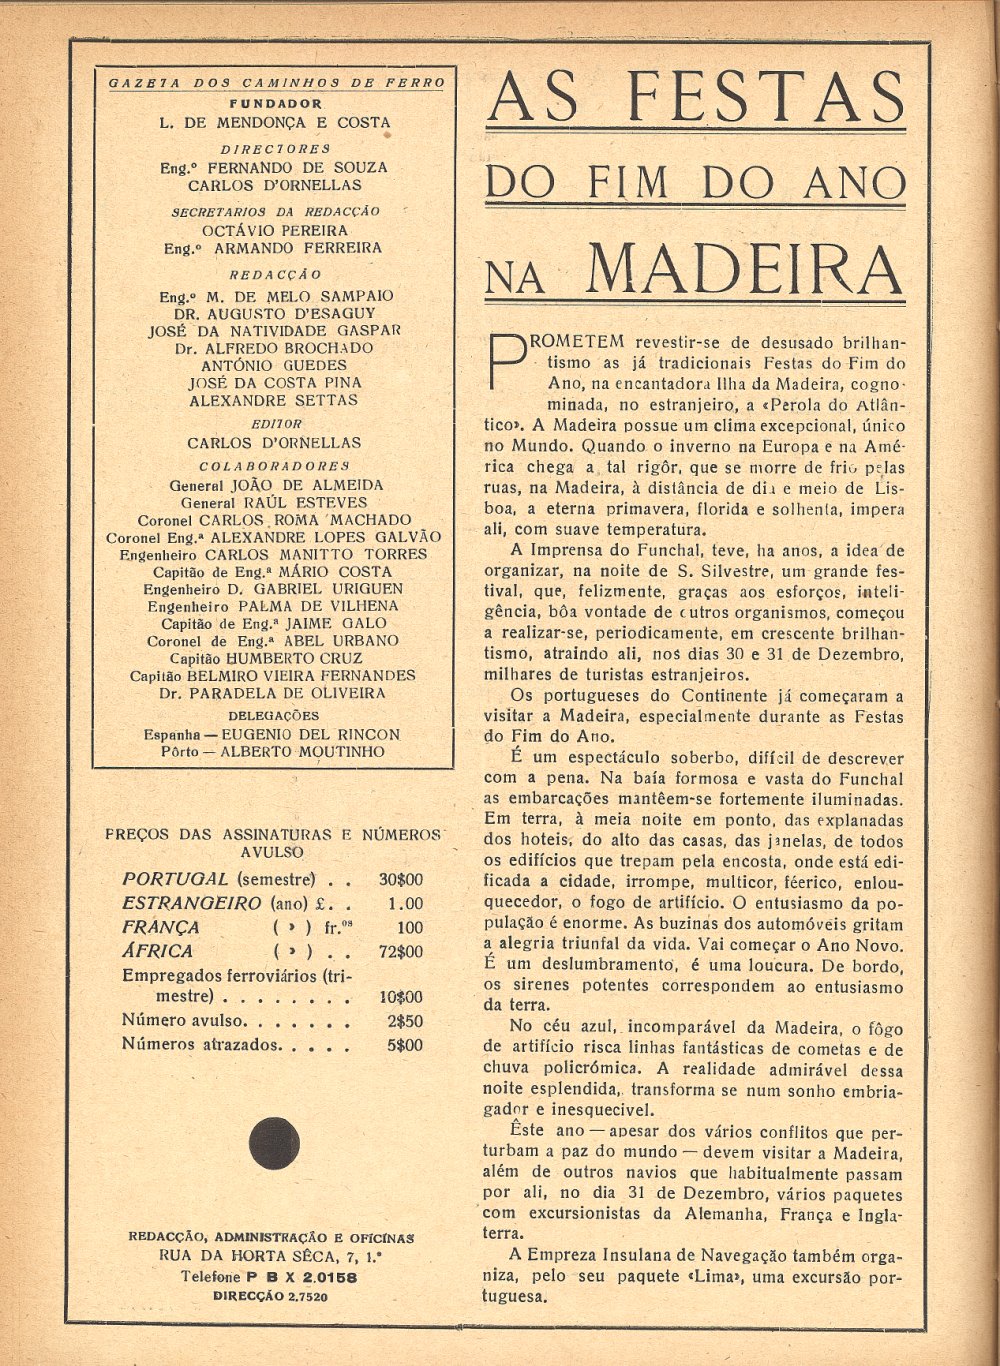 GAZETA DOS CAMINHOS DE FERRO
FUNDADOR
L. DE MENDONÇA E COSTA
DIRECTORES
Eng.º FERNANDO DE SOUZA
CARLOS D'ORNELLAS
SECRETARIOS DA REDACÇÃO
OCTÁVIO PEREIRA
Eng.º ARMANDO FERREIRA
REDACÇÃO
Eng.º M. DE MELO SAMPAIO
DR. AUGUSTO D'ESAGUY
JOSÉ DA NATIVIDADE GASPAR
Dr. ALFREDO BROCHADO
ANTÓNIO GUEDES
JOSÉ DA COSTA PINA
ALEXANDRE SETTAS
EDITOR
CARLOS D'ORNELLAS
COLABORADORES
General JOÃO DE ALMEIDA
General RAÚL ESTEVES
Coronel CARLOS ROMA MACHADO
Coronel Eng.ª ALEXANDRE LOPES GALVÃO
Engenheiro CARLOS MANITTO TORRES
Capitão de Eng.ª MÁRIO COSTA
Engenheiro D. GABRIEL URIGUEN
Engenheiro PALMA DE VILHENA
Capitão de Eng.ª JAIME GALO
Coronel de Eng.ª ABEL URBANO
Capitão HUMBERTO CRUZ
Capitão BELMIRO VIEIRA FERNANDES
Dr. PARADELA DE OLIVEIRA
DELEGAÇÕES
Espanha — EUGENIO DEL RINCON
Pôrto — ALBERTO MOUTINHO
PREÇOS DAS ASSINATURAS E NÚMEROS
AVULSO
PORTUGAL (semestre) . . 30$00
ESTRANGEIRO (ano) £. . 1.00
FRANÇA ( » ) fr.ºˢ 100
ÁFRICA ( » ) . . 72$00
Empregados ferroviários (tri-
mestre) . . . . . . . . 10$00
Número avulso. . . . . . . 2$50
Números atrazados. . . . . 5$00
REDACÇÃO, ADMINISTRAÇÃO E OFICINAS
RUA DA HORTA SÊCA, 7, 1.º
Telefone P B X 2.0158
DIRECÇÃO 2.7520
AS FESTAS
DO FIM DO ANO
NA MADEIRA
PROMETEM revestir-se de desusado brilhan-
tismo as já tradicionais Festas do Fim do
Ano, na encantadora Ilha da Madeira, cogno-
minada, no estranjeiro, a «Perola do Atlân-
tico». A Madeira possue um clima excepcional, único
no Mundo. Quando o inverno na Europa e na Amé-
rica chega a tal rigôr, que se morre de frio pelas
ruas, na Madeira, à distância de dia e meio de Lis-
boa, a eterna primavera, florida e solhenta, impera
ali, com suave temperatura.
A Imprensa do Funchal, teve, ha anos, a idea de
organizar, na noite de S. Silvestre, um grande fes-
tival, que, felizmente, graças aos esforços, inteli-
gência, bôa vontade de outros organismos, começou
a realizar-se, periodicamente, em crescente brilhan-
tismo, atraindo ali, nos dias 30 e 31 de Dezembro,
milhares de turistas estranjeiros.
Os portugueses do Continente já começaram a
visitar a Madeira, especialmente durante as Festas
do Fim do Ano.
É um espectáculo soberbo, difícil de descrever
com a pena. Na baía formosa e vasta do Funchal
as embarcações mantêem-se fortemente iluminadas.
Em terra, à meia noite em ponto, das explanadas
dos hoteis, do alto das casas, das janelas, de todos
os edifícios que trepam pela encosta, onde está edi-
ficada a cidade, irrompe, multicor, féerico, enlou-
quecedor, o fogo de artifício. O entusiasmo da po-
pulação é enorme. As buzinas dos automóveis gritam
a alegria triunfal da vida. Vai começar o Ano Novo.
É um deslumbramento, é uma loucura. De bordo,
os sirenes potentes correspondem ao entusiasmo
da terra.
No céu azul, incomparável da Madeira, o fôgo
de artifício risca linhas fantásticas de cometas e de
chuva policrómica. A realidade admirável dessa
noite esplendida, transforma se num sonho embria-
gador e inesquecivel.
Êste ano — apesar dos vários conflitos que per-
turbam a paz do mundo — devem visitar a Madeira,
além de outros navios que habitualmente passam
por ali, no dia 31 de Dezembro, vários paquetes
com excursionistas da Alemanha, França e Ingla-
terra.
A Empreza Insulana de Navegação também orga-
niza, pelo seu paquete «Lima», uma excursão por-
tuguesa.